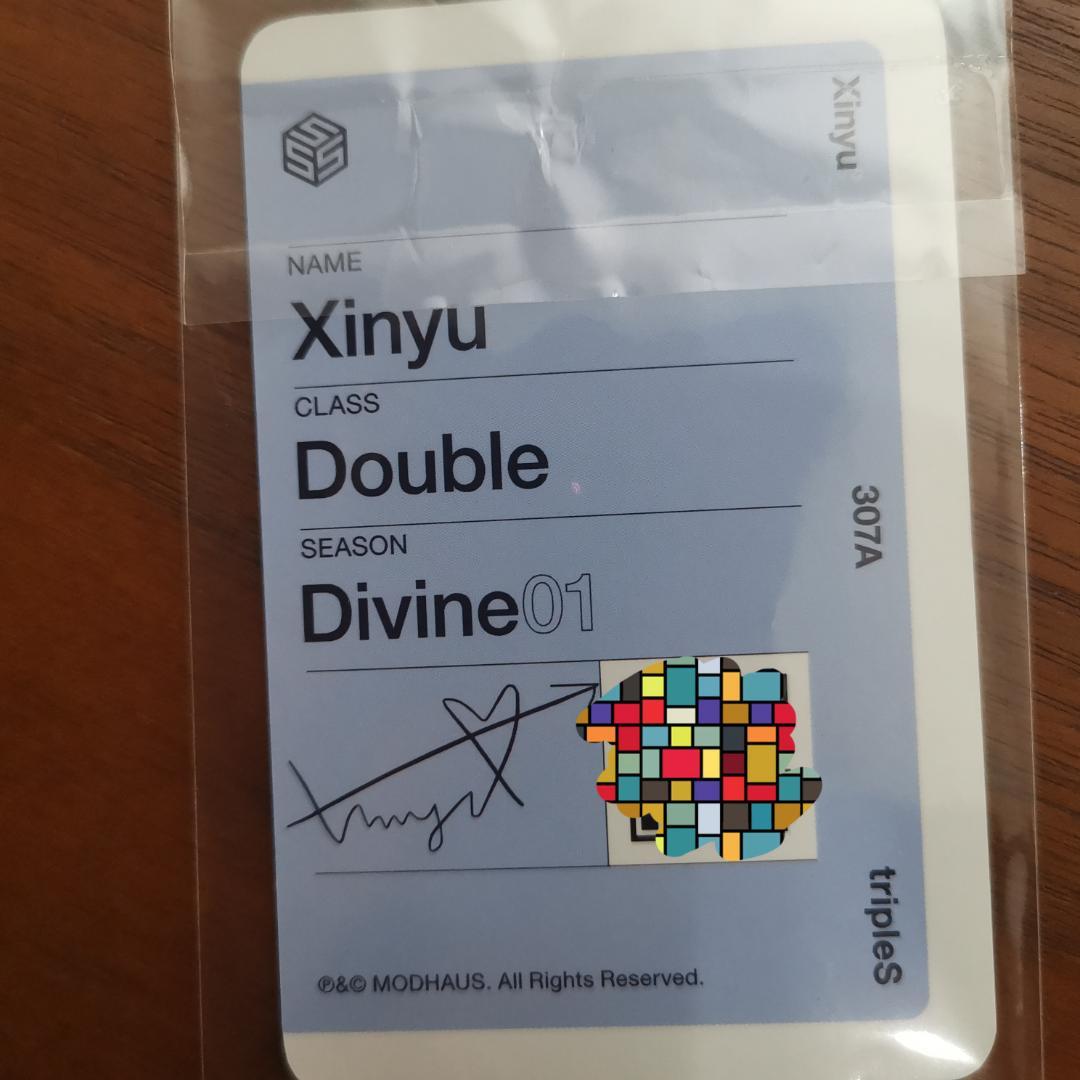 NAME
Xinyu
CLASS
Double
SEASON
Divine01
℗&© MODHAUS. All Rights Reserved.
Xinyu
307A
tripleS